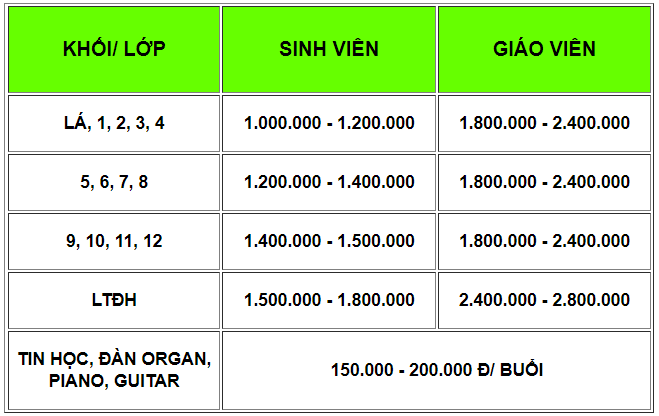 KHỐI/ LỚP SINH VIÊN GIÁO VIÊN
LÁ, 1, 2, 3, 4 1.000.000 - 1.200.000 1.800.000 - 2.400.000
5, 6, 7, 8 1.200.000 - 1.400.000 1.800.000 - 2.400.000
9, 10, 11, 12 1.400.000 - 1.500.000 1.800.000 - 2.400.000
LTĐH 1.500.000 - 1.800.000 2.400.000 - 2.800.000
TIN HỌC, ĐÀN ORGAN,
PIANO, GUITAR
150.000 - 200.000 Đ/ BUỔI